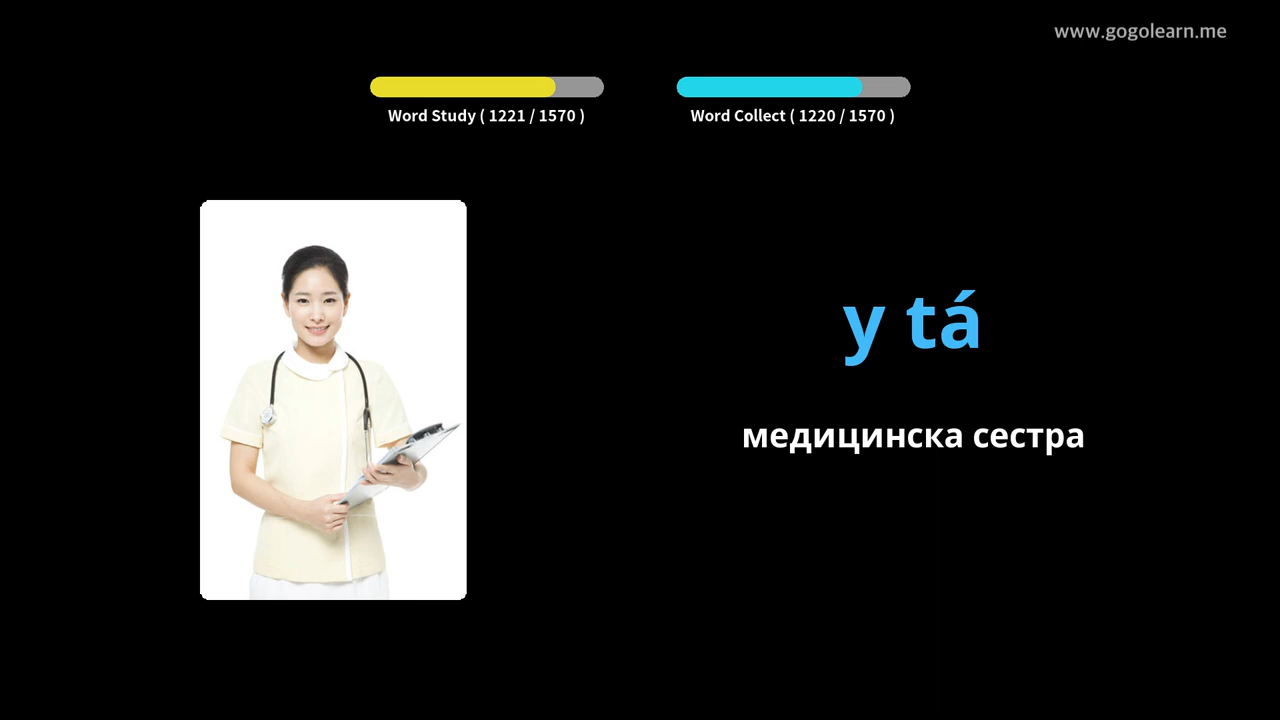 www.gogolearn.me
Word Study ( 1221 / 1570 )
Word Collect ( 1220 / 1570 )
y tá
медицинска сестра